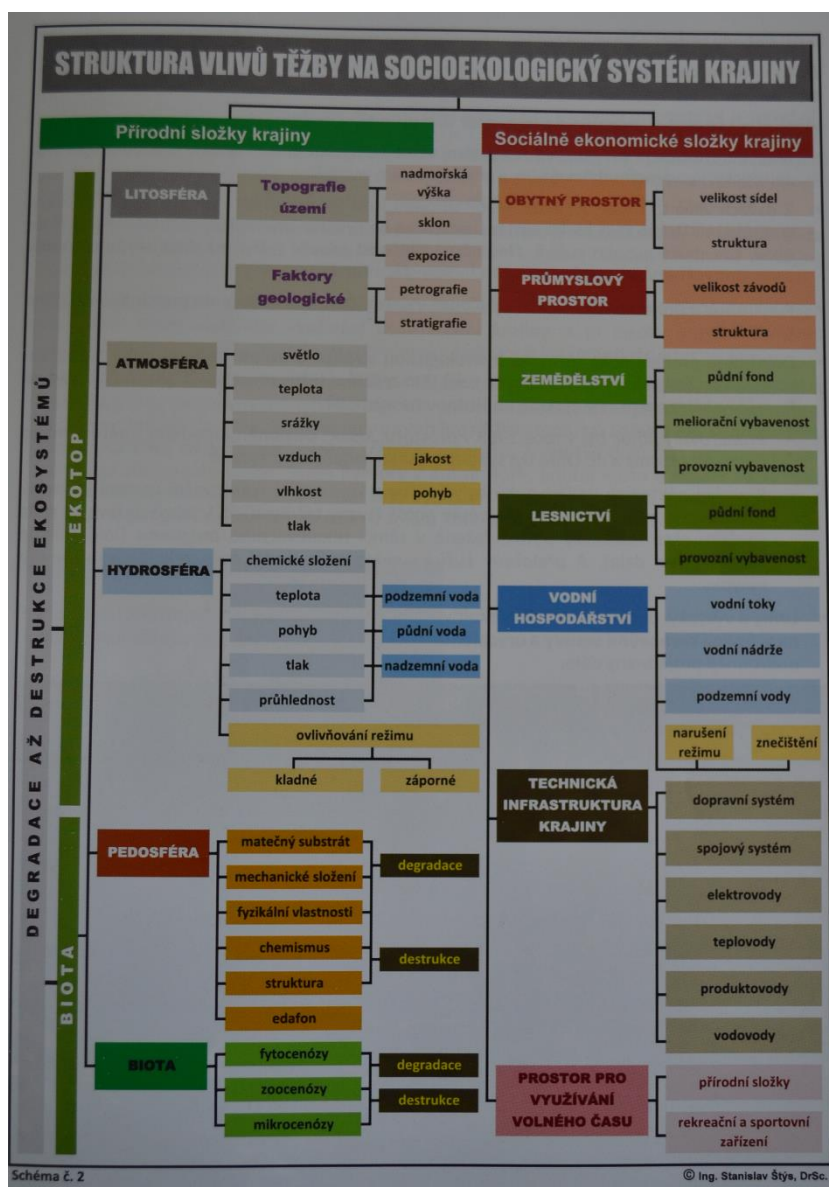 STRUKTURA VLIVŮ TĚŽBY NA SOCIOEKOLOGICKÝ SYSTÉM KRAJINY
Přírodní složky krajiny
DEGRADACE AŽ DESTRUKCE EKOSYSTÉMŮ
EKOTOP
BIOTA
LITOSFÉRA
Topografie
území
nadmořská
výška
sklon
expozice
Faktory
geologické
petrografie
stratigrafie
ATMOSFÉRA
světlo
teplota
srážky
vzduch
jakost
pohyb
vlhkost
tlak
HYDROSFÉRA
chemické složení
teplota
pohyb
tlak
průhlednost
podzemní voda
půdní voda
nadzemní voda
ovlivňování režimu
kladné
záporné
PEDOSFÉRA
matečný substrát
mechanické složení
fyzikální vlastnosti
chemismus
struktura
edafon
degradace
destrukce
BIOTA
fytocenózy
zoocenózy
mikrocenózy
degradace
destrukce
Sociálně ekonomické složky krajiny
OBYTNÝ PROSTOR
velikost sídel
struktura
PRŮMYSLOVÝ
PROSTOR
velikost závodů
struktura
ZEMĚDĚLSTVÍ
půdní fond
meliorační vybavenost
provozní vybavenost
LESNICTVÍ
půdní fond
provozní vybavenost
VODNÍ
HOSPODÁŘSTVÍ
vodní toky
vodní nádrže
podzemní vody
narušení
režimu
znečištění
TECHNICKÁ
INFRASTRUKTURA
KRAJINY
dopravní systém
spojový systém
elektrovody
teplovody
produktovody
vodovody
PROSTOR PRO
VYUŽÍVÁNÍ
VOLNÉHO ČASU
přírodní složky
rekreační a sportovní
zařízení
Schéma č. 2
© Ing. Stanislav Štýs, DrSc.